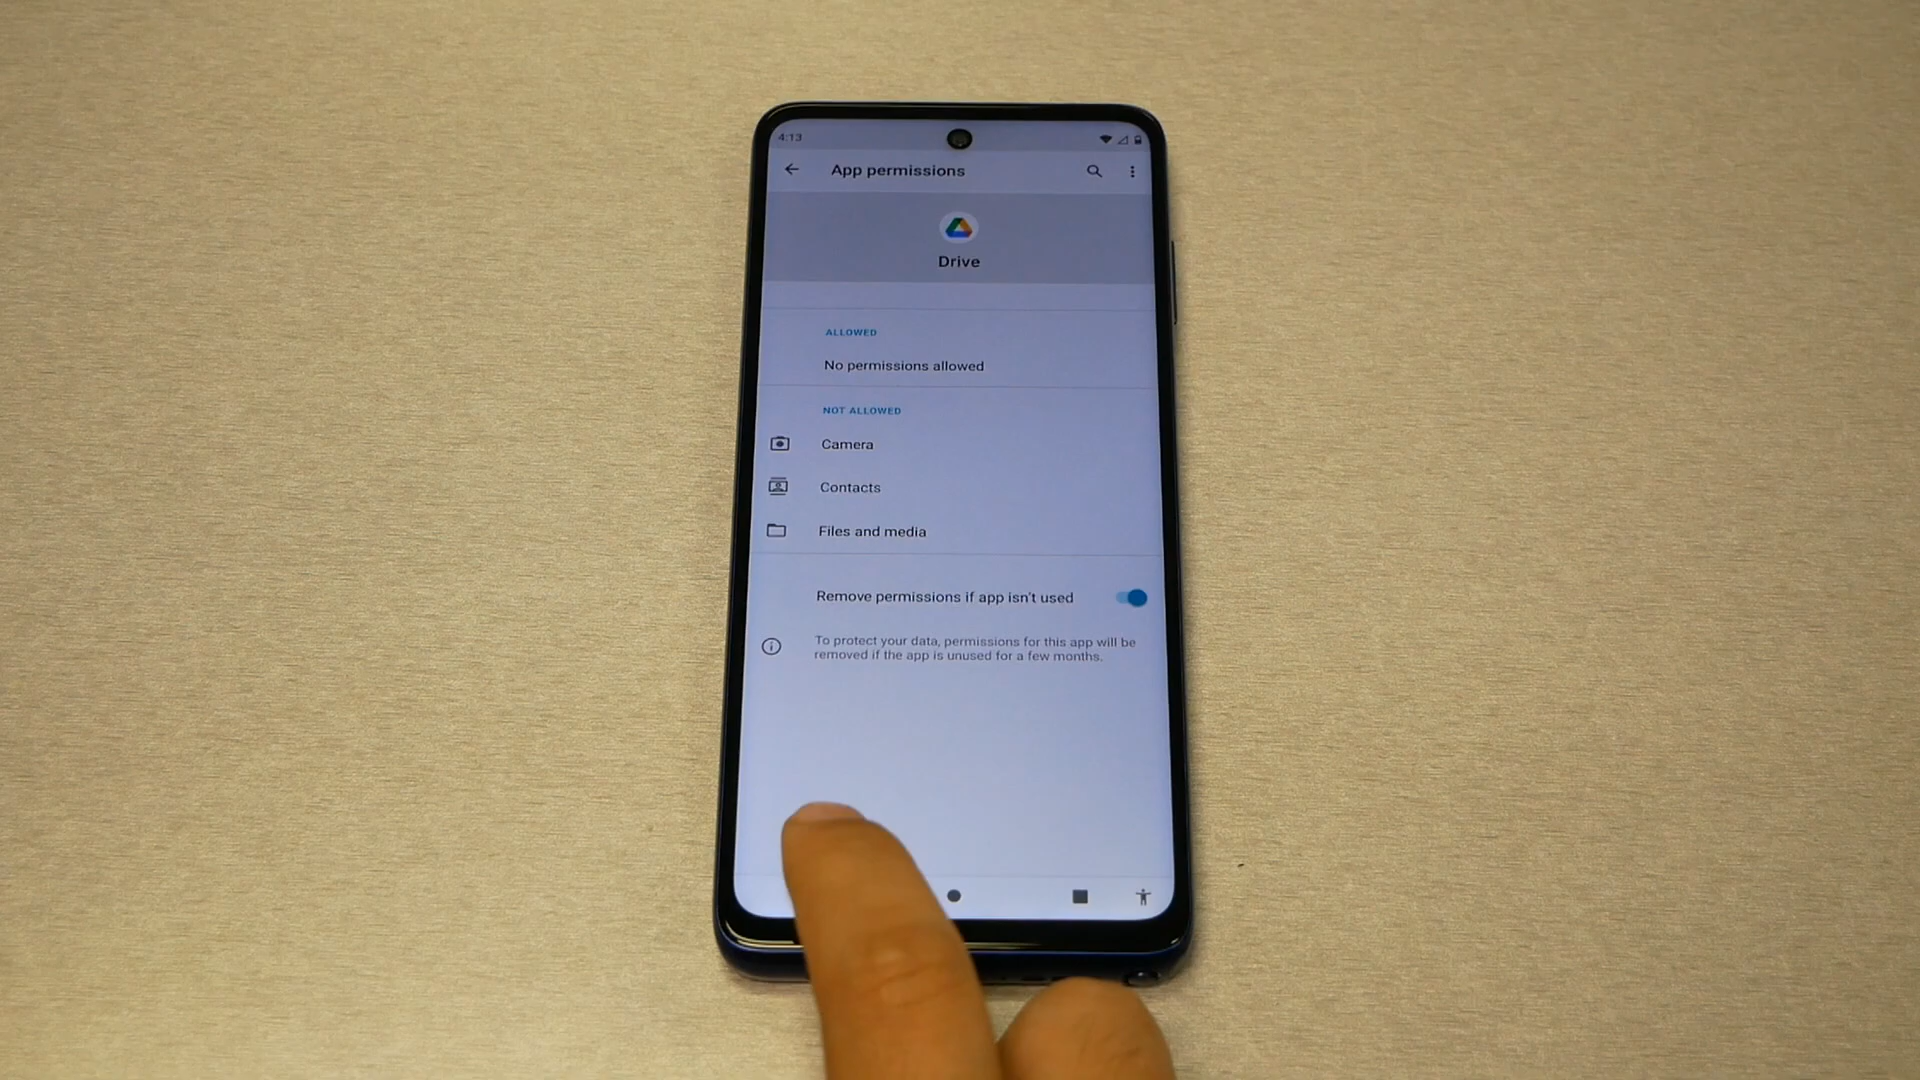 4:13
App permissions
Drive
ALLOWED
No permissions allowed
NOT ALLOWED
Camera
Contacts
Files and media
Remove permissions if app isn't used
To protect your data, permissions for this app will be
removed if the app is unused for a few months.